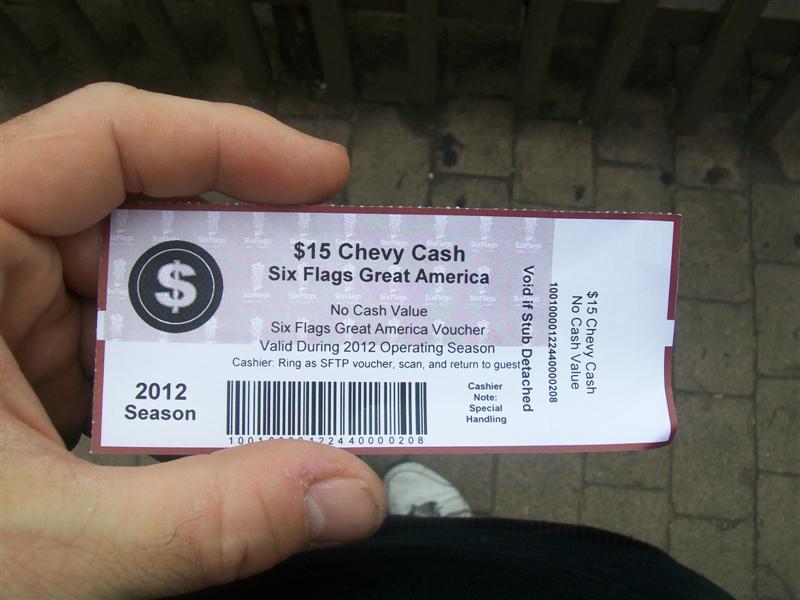 $15 Chevy Cash
Six Flags Great America
No Cash Value
Six Flags Great America Voucher
Valid During 2012 Operating Season
Cashier: Ring as SFTP voucher, scan, and return to guest
2012
Season
Cashier
Note:
Special
Handling
Void if Stub Detached
10010000122440000208
$15 Chevy Cash
No Cash Value